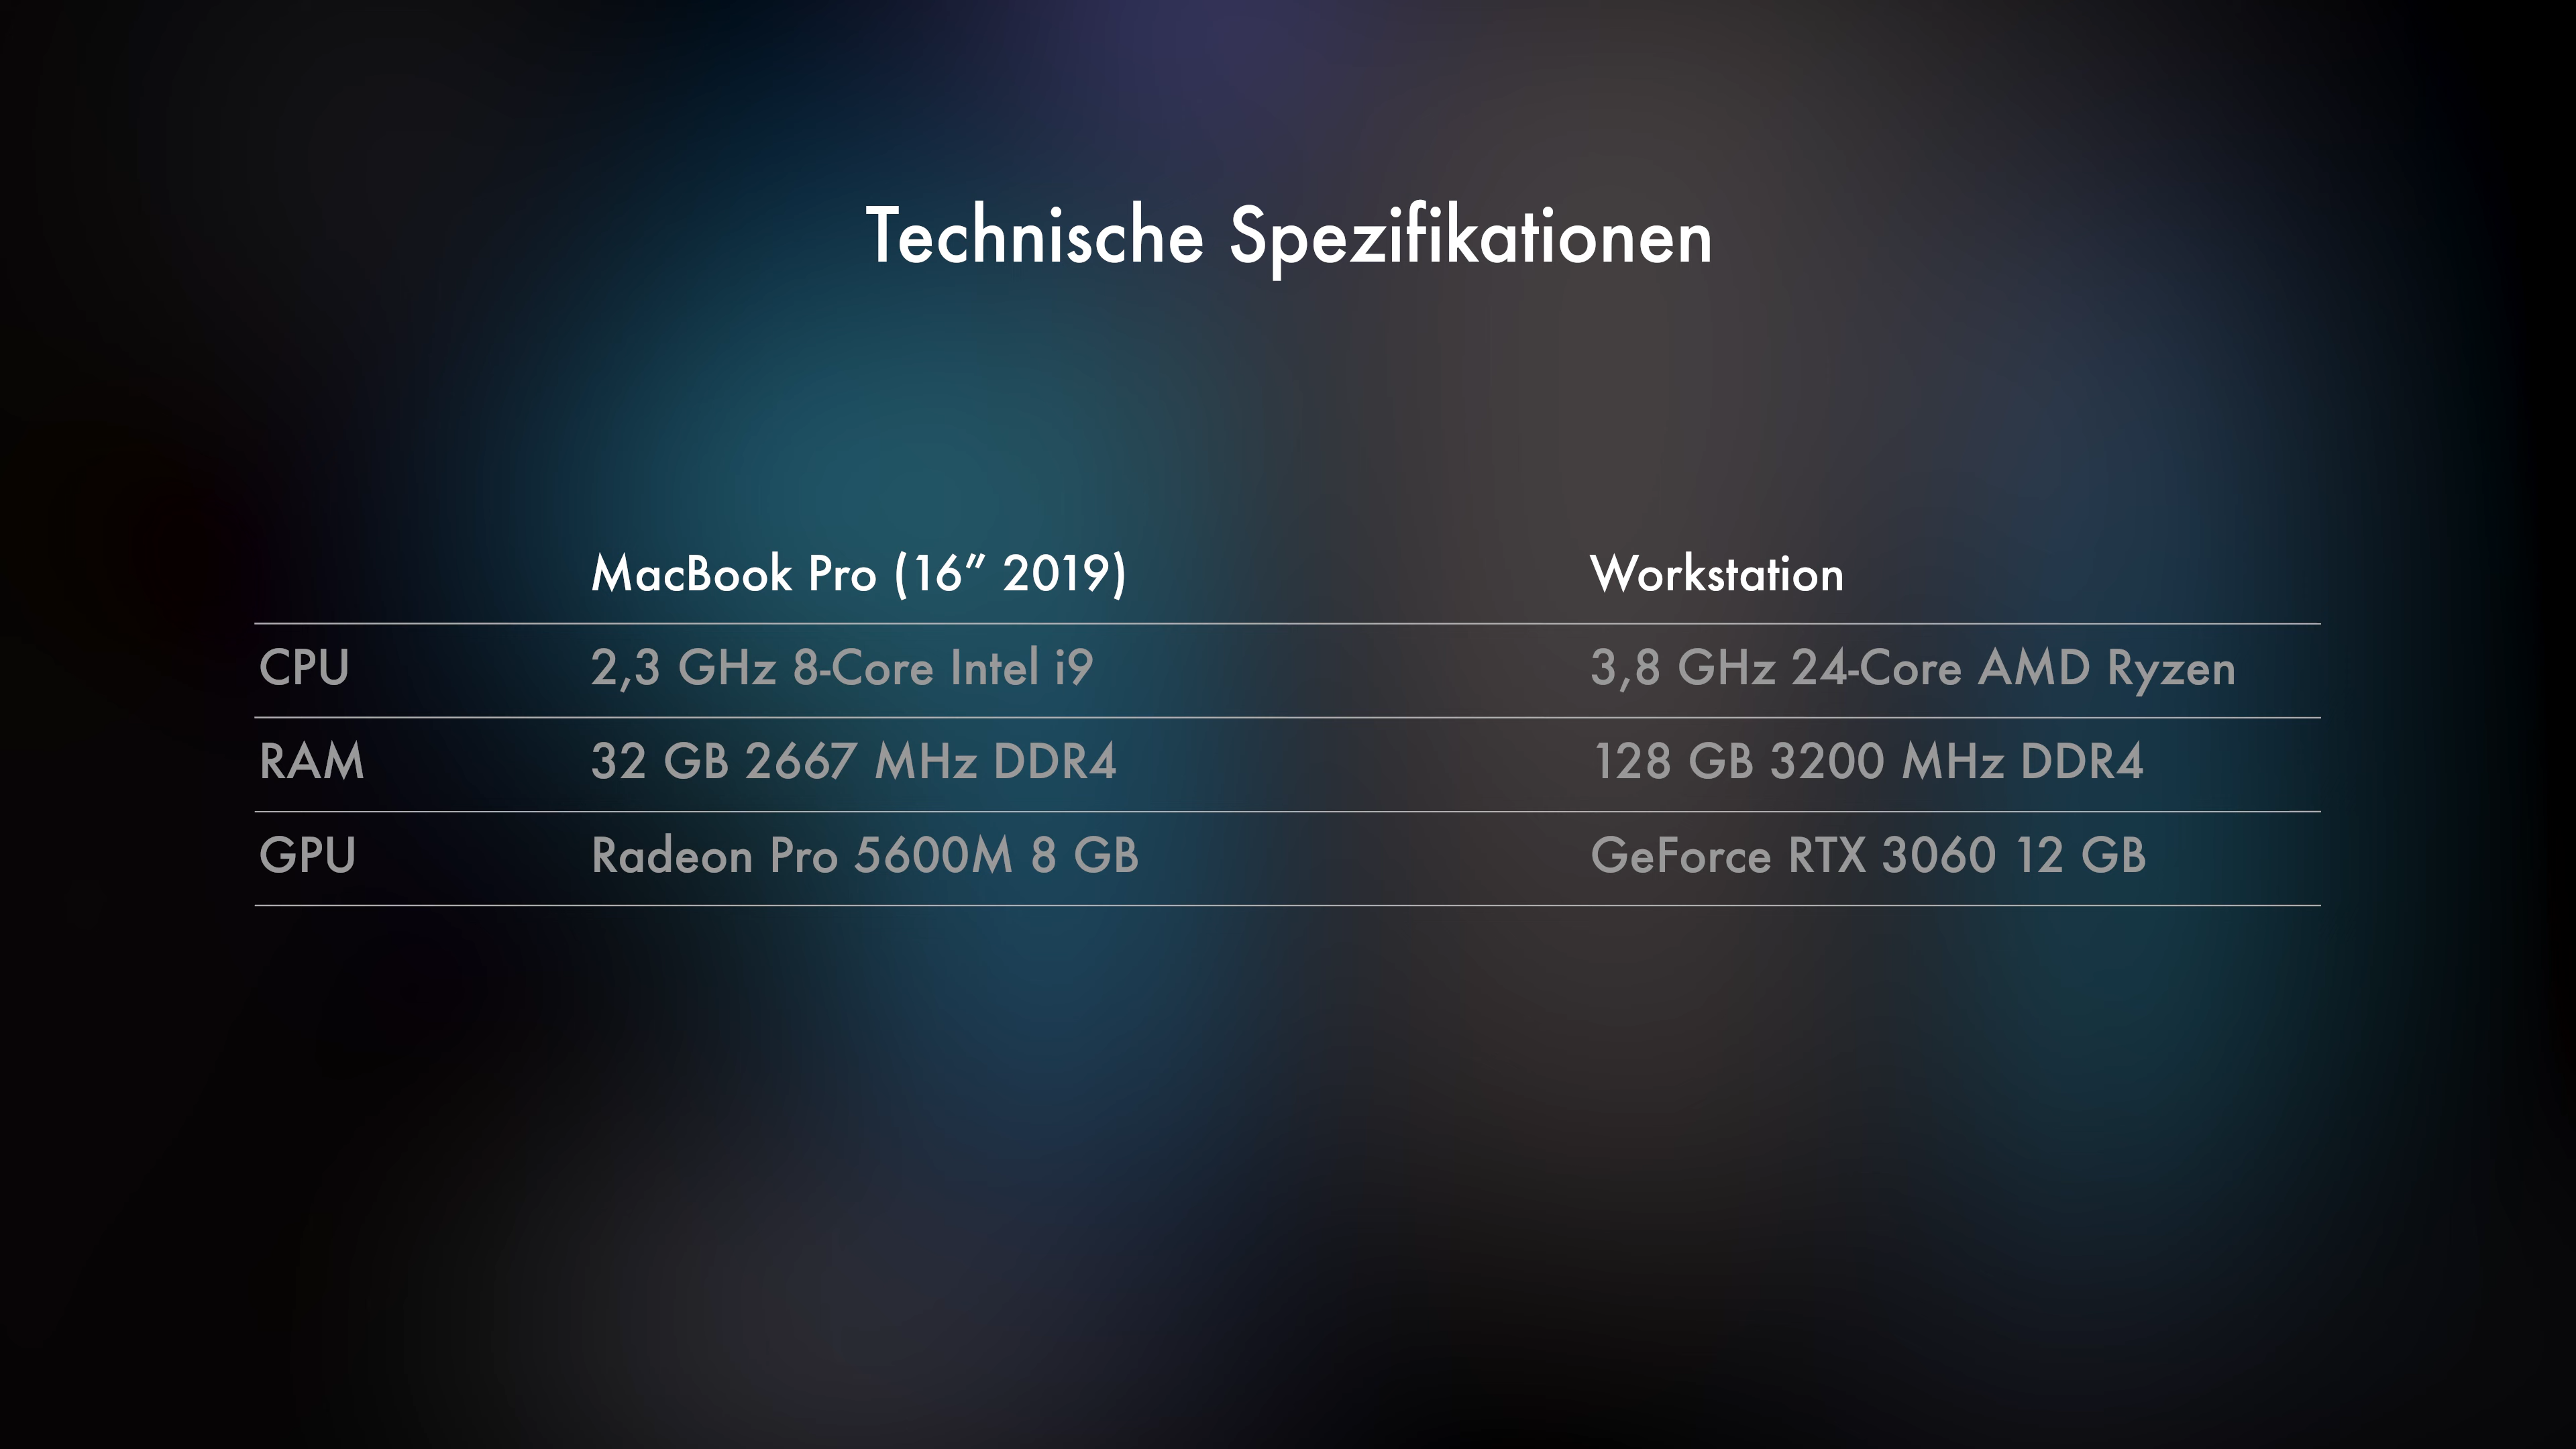 Technische Spezifikationen
MacBook Pro (16” 2019) Workstation
CPU 2,3 GHz 8-Core Intel i9 3,8 GHz 24-Core AMD Ryzen
RAM 32 GB 2667 MHz DDR4 128 GB 3200 MHz DDR4
GPU Radeon Pro 5600M 8 GB GeForce RTX 3060 12 GB